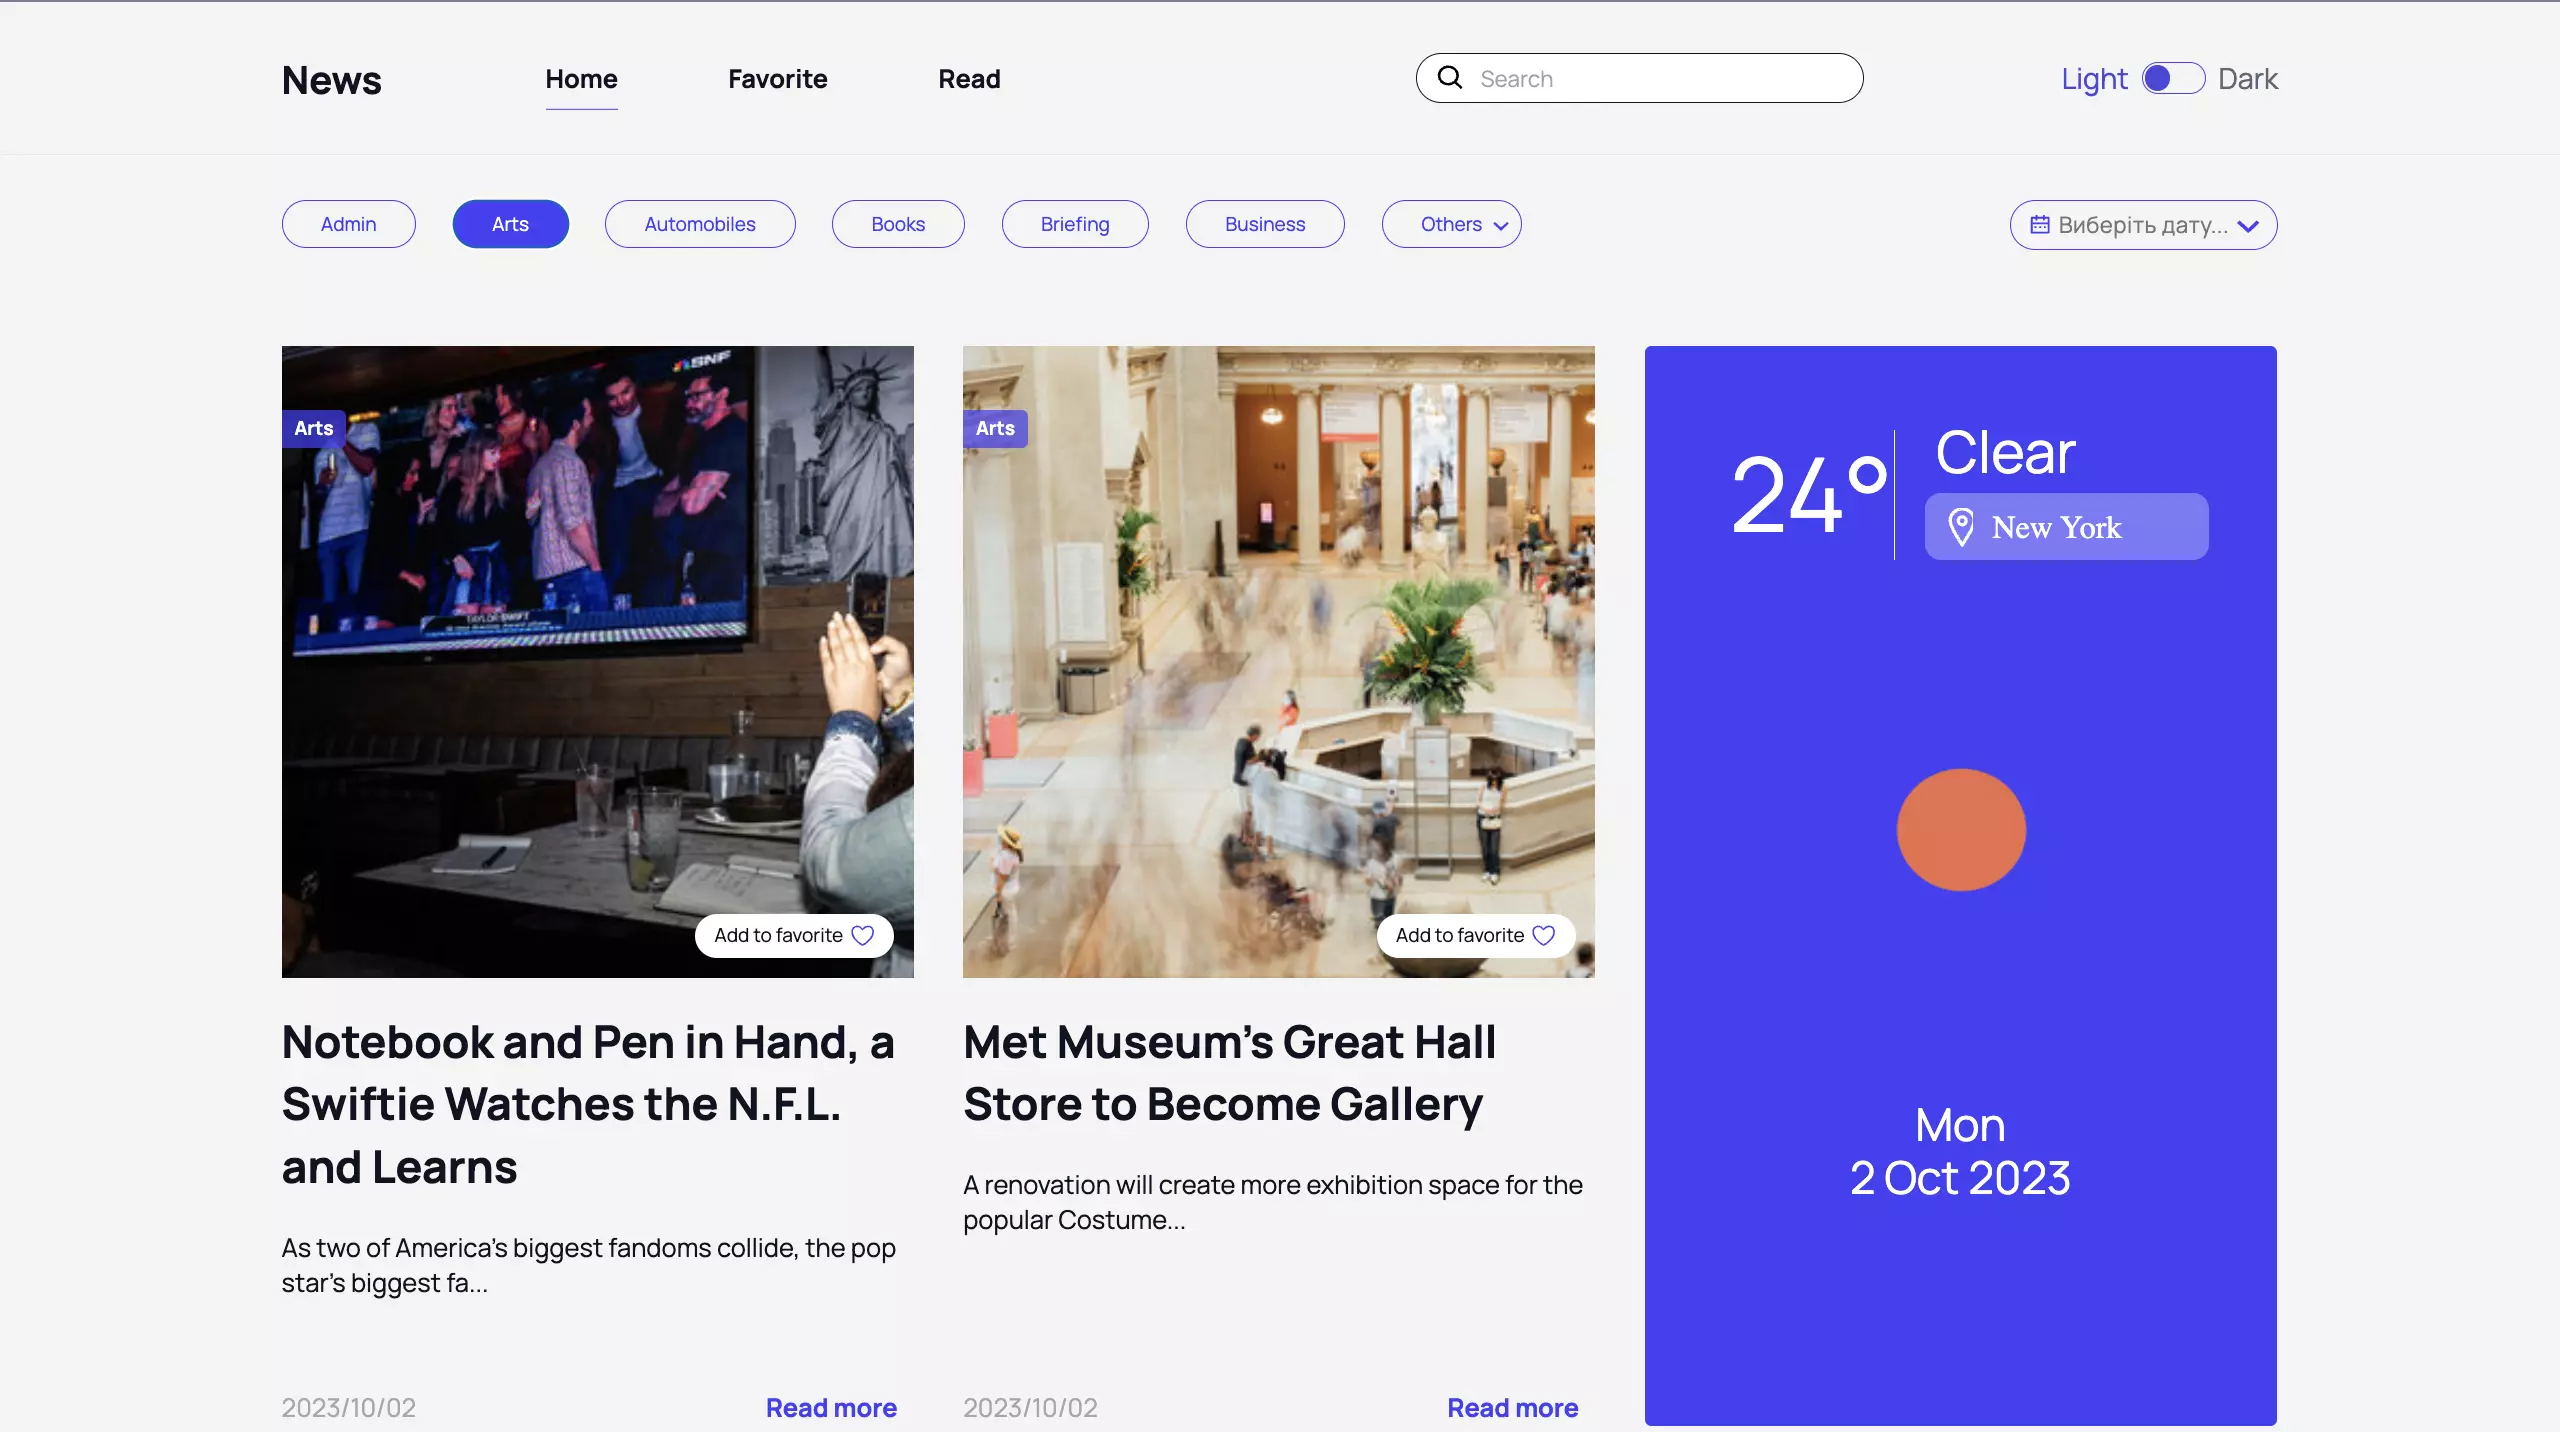 News
Home
Favorite
Read
Search
Light
Dark
Admin
Arts
Automobiles
Books
Briefing
Business
Others
Виберіть дату...
SNF
Arts
TAYLOR SWIFT
Add to favorite
Notebook and Pen in Hand, a
Swiftie Watches the N.F.L.
and Learns
As two of America’s biggest fandoms collide, the pop
star’s biggest fa...
2023/10/02
Read more
Arts
Add to favorite
Met Museum’s Great Hall
Store to Become Gallery
A renovation will create more exhibition space for the
popular Costume...
2023/10/02
Read more
24°
Clear
New York
Mon
2 Oct 2023